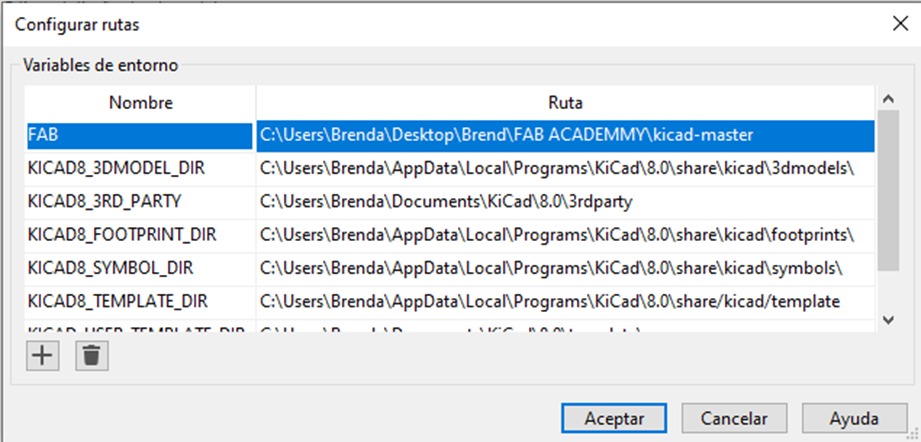 Configurar rutas
Variables de entorno
Nombre Ruta
FAB C:\Users\Brenda\Desktop\Brend\FAB ACADEMMY\kicad-master
KICAD8_3DMODEL_DIR C:\Users\Brenda\AppData\Local\Programs\KiCad\8.0\share\kicad\3dmodels\
KICAD8_3RD_PARTY C:\Users\Brenda\Documents\KiCad\8.0\3rdparty
KICAD8_FOOTPRINT_DIR C:\Users\Brenda\AppData\Local\Programs\KiCad\8.0\share\kicad\footprints\
KICAD8_SYMBOL_DIR C:\Users\Brenda\AppData\Local\Programs\KiCad\8.0\share\kicad\symbols\
KICAD8_TEMPLATE_DIR C:\Users\Brenda\AppData\Local\Programs\KiCad\8.0\share/kicad/template
KICAD_USER_TEMPLATE_DIR
Aceptar Cancelar Ayuda